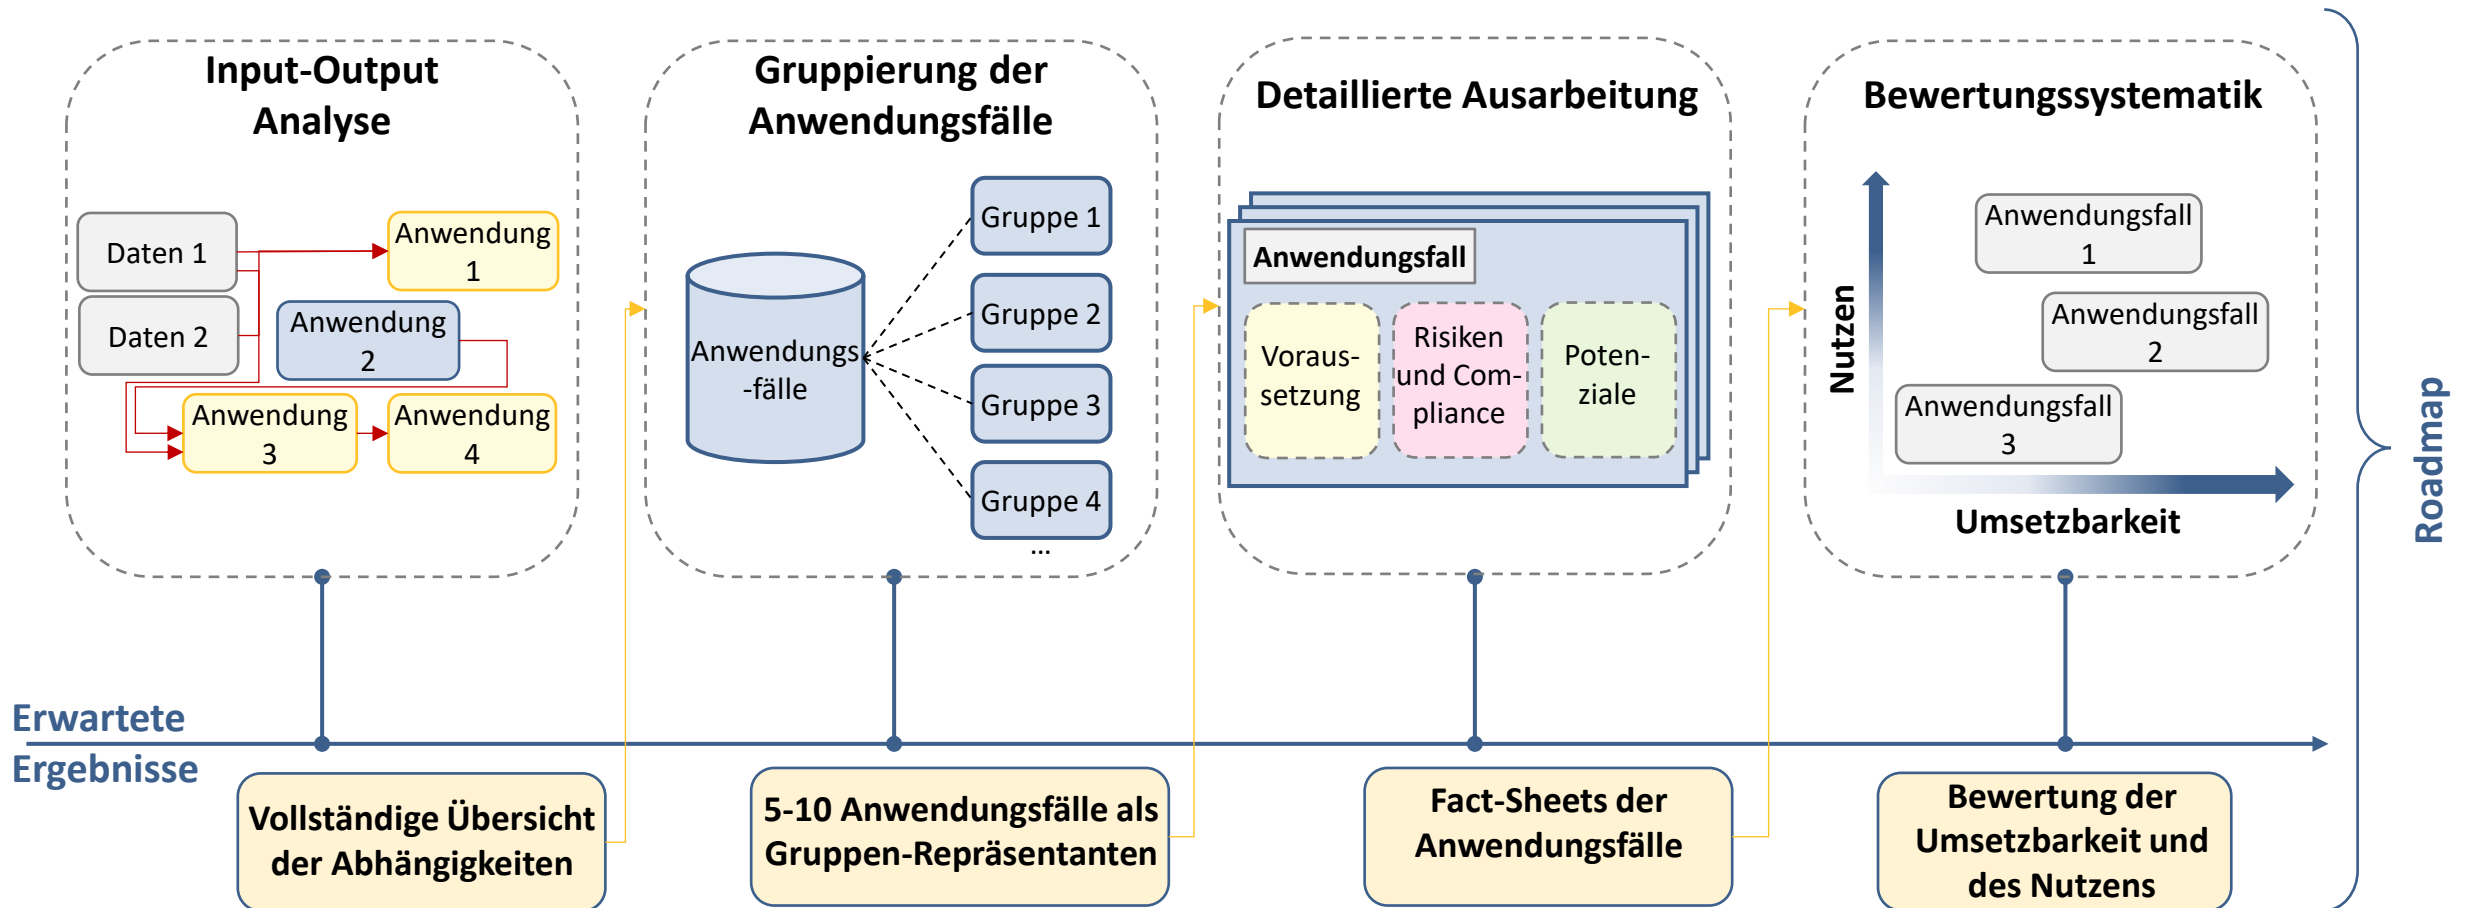 Input-Output
Analyse
Daten 1
Daten 2
Anwendung
1
Anwendung
2
Anwendung
3
Anwendung
4
Gruppierung der
Anwendungsfälle
Anwendungs
-fälle
Gruppe 1
Gruppe 2
Gruppe 3
Gruppe 4
...
Detaillierte Ausarbeitung
Anwendungsfall
Voraus-
setzung
Risiken
und Com-
pliance
Poten-
ziale
Bewertungssystematik
Nutzen
Anwendungsfall
1
Anwendungsfall
2
Anwendungsfall
3
Umsetzbarkeit
Roadmap
Erwartete
Ergebnisse
Vollständige Übersicht
der Abhängigkeiten
5-10 Anwendungsfälle als
Gruppen-Repräsentanten
Fact-Sheets der
Anwendungsfälle
Bewertung der
Umsetzbarkeit und
des Nutzens